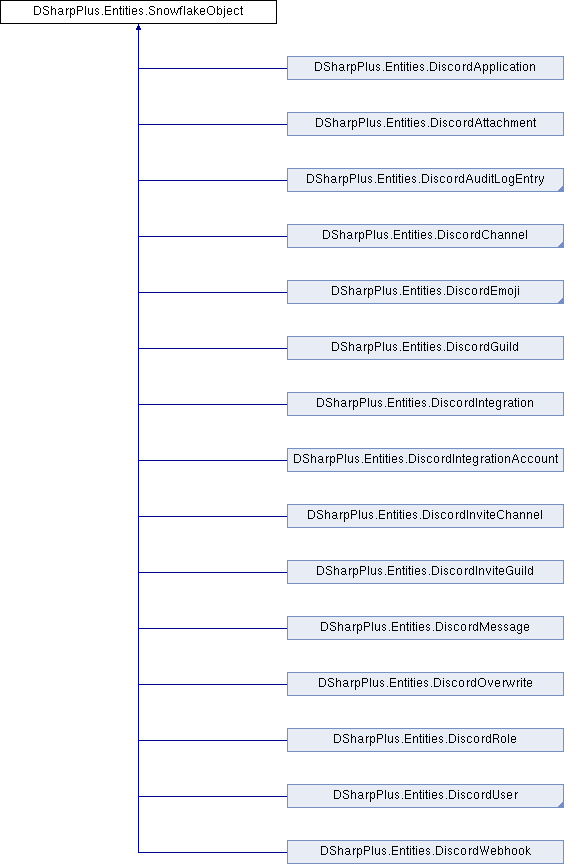 DSharpPlus.Entities.SnowflakeObject
DSharpPlus.Entities.DiscordApplication
DSharpPlus.Entities.DiscordAttachment
DSharpPlus.Entities.DiscordAuditLogEntry
DSharpPlus.Entities.DiscordChannel
DSharpPlus.Entities.DiscordEmoji
DSharpPlus.Entities.DiscordGuild
DSharpPlus.Entities.DiscordIntegration
DSharpPlus.Entities.DiscordIntegrationAccount
DSharpPlus.Entities.DiscordInviteChannel
DSharpPlus.Entities.DiscordInviteGuild
DSharpPlus.Entities.DiscordMessage
DSharpPlus.Entities.DiscordOverwrite
DSharpPlus.Entities.DiscordRole
DSharpPlus.Entities.DiscordUser
DSharpPlus.Entities.DiscordWebhook